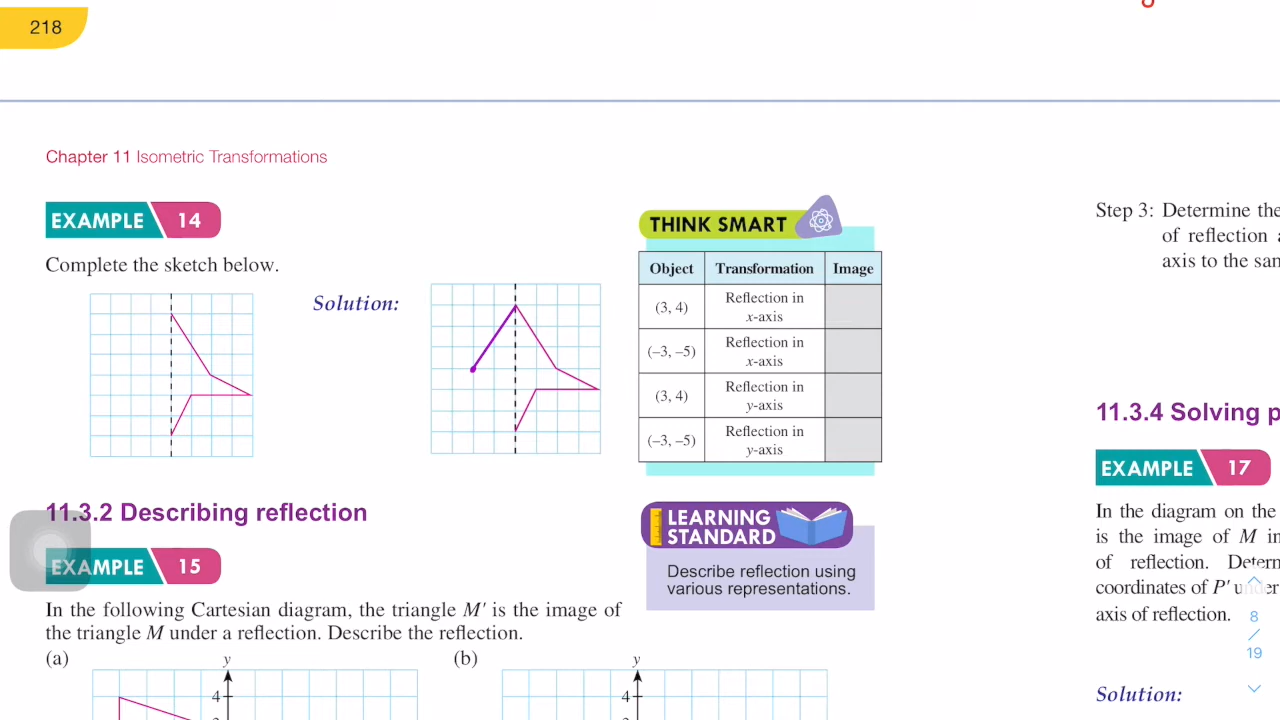 218
Chapter 11 Isometric Transformations
EXAMPLE 14
Complete the sketch below.
Solution:
THINK SMART
Object Transformation Image
(3, 4) Reflection in
x-axis
(–3, –5) Reflection in
x-axis
(3, 4) Reflection in
y-axis
(–3, –5) Reflection in
y-axis
11.3.2 Describing reflection
LEARNING
STANDARD
Describe reflection using
various representations.
EXAMPLE 15
In the following Cartesian diagram, the triangle M′ is the image of
the triangle M under a reflection. Describe the reflection.
(a) y
4
(b) y
4
Step 3: Determine the
of reflection
axis to the
11.3.4 Solving
EXAMPLE 17
In the diagram on the
is the image of M
of reflection.
coordinates of P′
axis of reflection.
8
/
19
Solution: